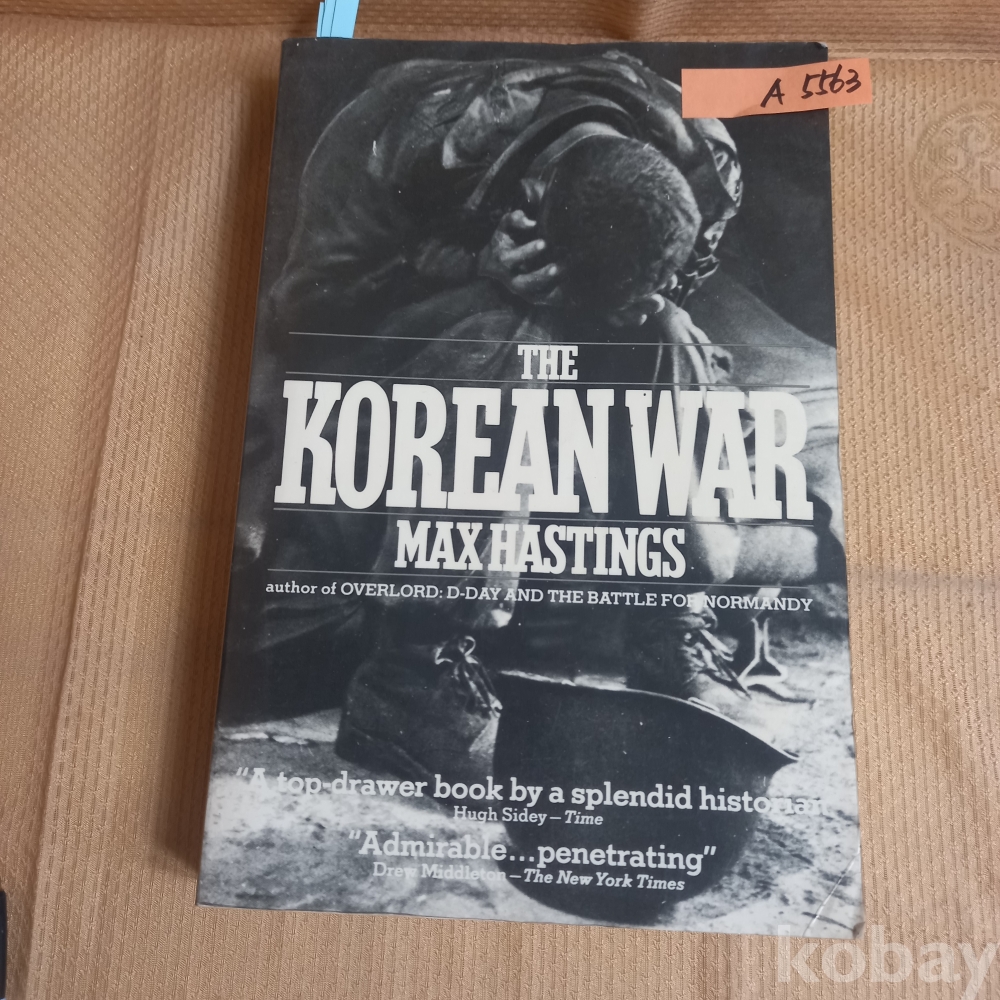 A 5563
THE
KOREAN WAR
MAX HASTINGS
author of OVERLORD: D-DAY AND THE BATTLE FOR NORMANDY
"A top-drawer book by a splendid historian
Hugh Sidey – Time
"Admirable...penetrating"
Drew Middleton – The New York Times
kobay